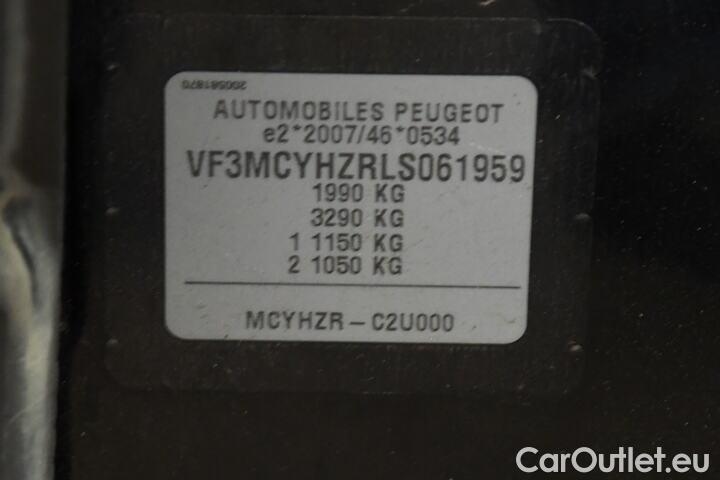 200581870
AUTOMOBILES PEUGEOT
e2*2007/46*0534
VF3MCYHZRLS061959
1990 KG
3290 KG
1 1150 KG
2 1050 KG
MCYHZR – C2U000
CarOutlet.eu